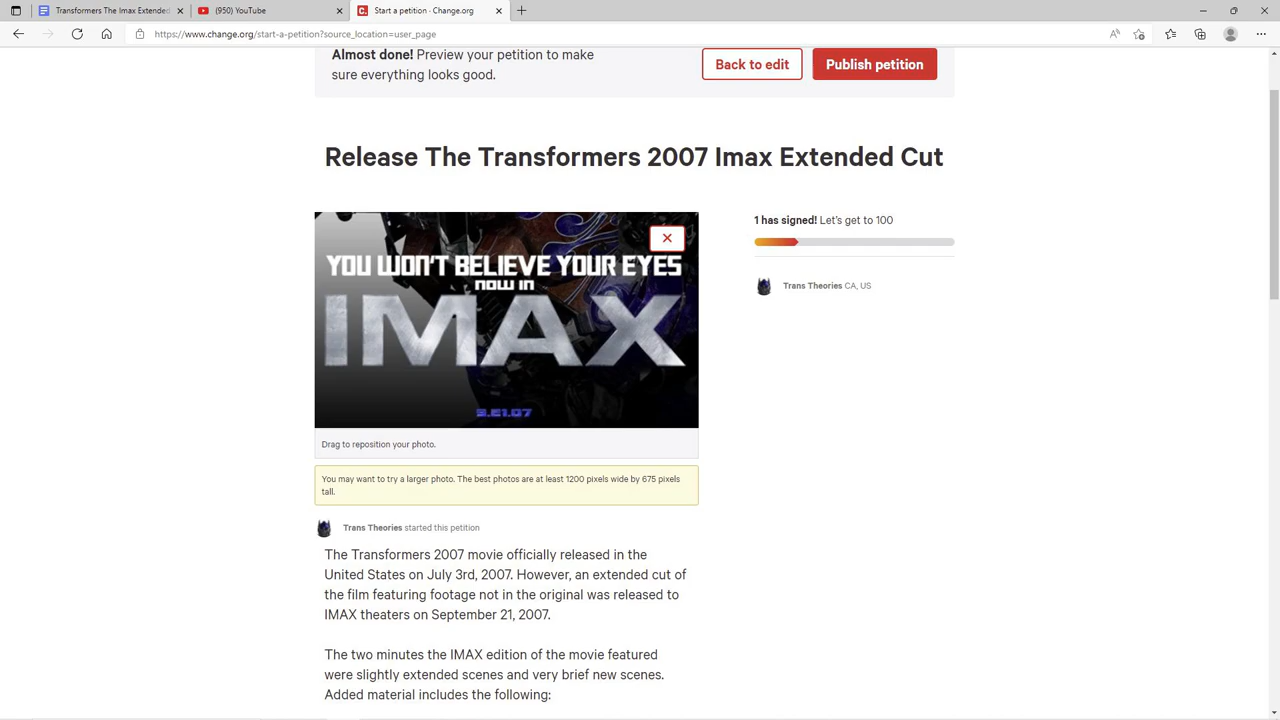 Transformers The Imax Extended
(950) YouTube
Start a petition · Change.org
https://www.change.org/start-a-petition?source_location=user_page
Almost done! Preview your petition to make
sure everything looks good.
Back to edit
Publish petition
Release The Transformers 2007 Imax Extended Cut
YOU WON'T BELIEVE YOUR EYES
NOW IN
IMAX
9.21.07
1 has signed! Let's get to 100
Trans Theories CA, US
Drag to reposition your photo.
You may want to try a larger photo. The best photos are at least 1200 pixels wide by 675 pixels
tall.
Trans Theories started this petition
The Transformers 2007 movie officially released in the
United States on July 3rd, 2007. However, an extended cut of
the film featuring footage not in the original was released to
IMAX theaters on September 21, 2007.
The two minutes the IMAX edition of the movie featured
were slightly extended scenes and very brief new scenes.
Added material includes the following: